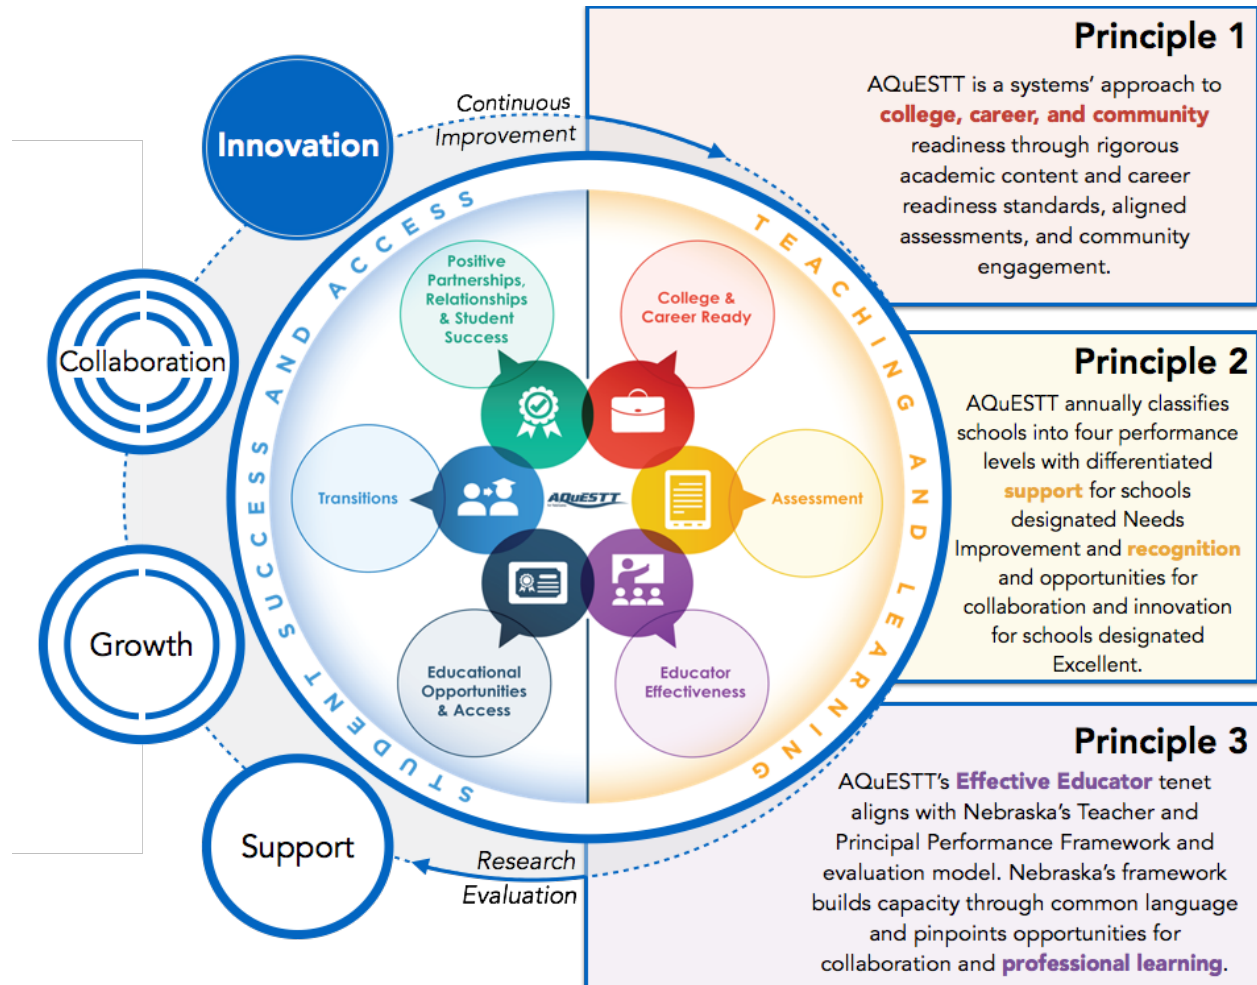 Innovation
Collaboration
Growth
Support
Continuous
Improvement
Research
Evaluation
STUDENT SUCCESS AND ACCESS
TEACHING AND LEARNING
Positive
Partnerships,
Relationships
& Student
Success
College &
Career Ready
Transitions
AQuESTT
Assessment
Educational
Opportunities
& Access
Educator
Effectiveness
Principle 1
AQuESTT is a systems’ approach to
college, career, and community
readiness through rigorous
academic content and career
readiness standards, aligned
assessments, and community
engagement.
Principle 2
AQuESTT annually classifies
schools into four performance
levels with differentiated
support for schools
designated Needs
Improvement and recognition
and opportunities for
collaboration and innovation
for schools designated
Excellent.
Principle 3
AQuESTT’s Effective Educator tenet
aligns with Nebraska’s Teacher and
Principal Performance Framework and
evaluation model. Nebraska’s framework
builds capacity through common language
and pinpoints opportunities for
collaboration and professional learning.